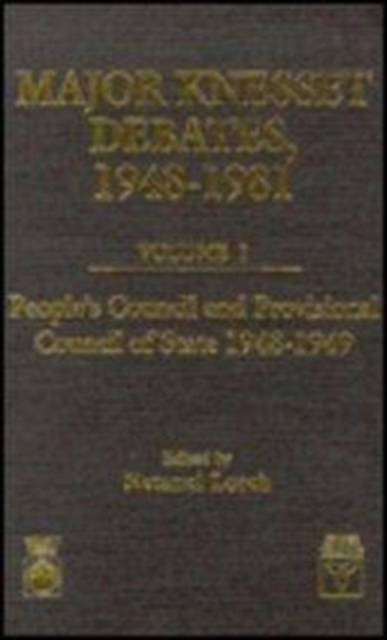 MAJOR KNESSET
DEBATES,
1948-1981
VOLUME I
People's Council and Provisional
Council of State 1948-1949
Edited by
Netanel Lorch